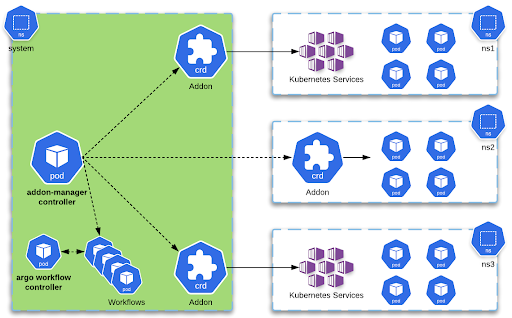 ns
system
crd
Addon
pod
addon-manager
controller
pod
argo workflow
controller
pod
Workflows
crd
Addon
Kubernetes Services
pod
pod
pod
pod
ns
ns1
crd
Addon
pod
pod
pod
pod
ns
ns2
Kubernetes Services
pod
pod
pod
pod
ns
ns3